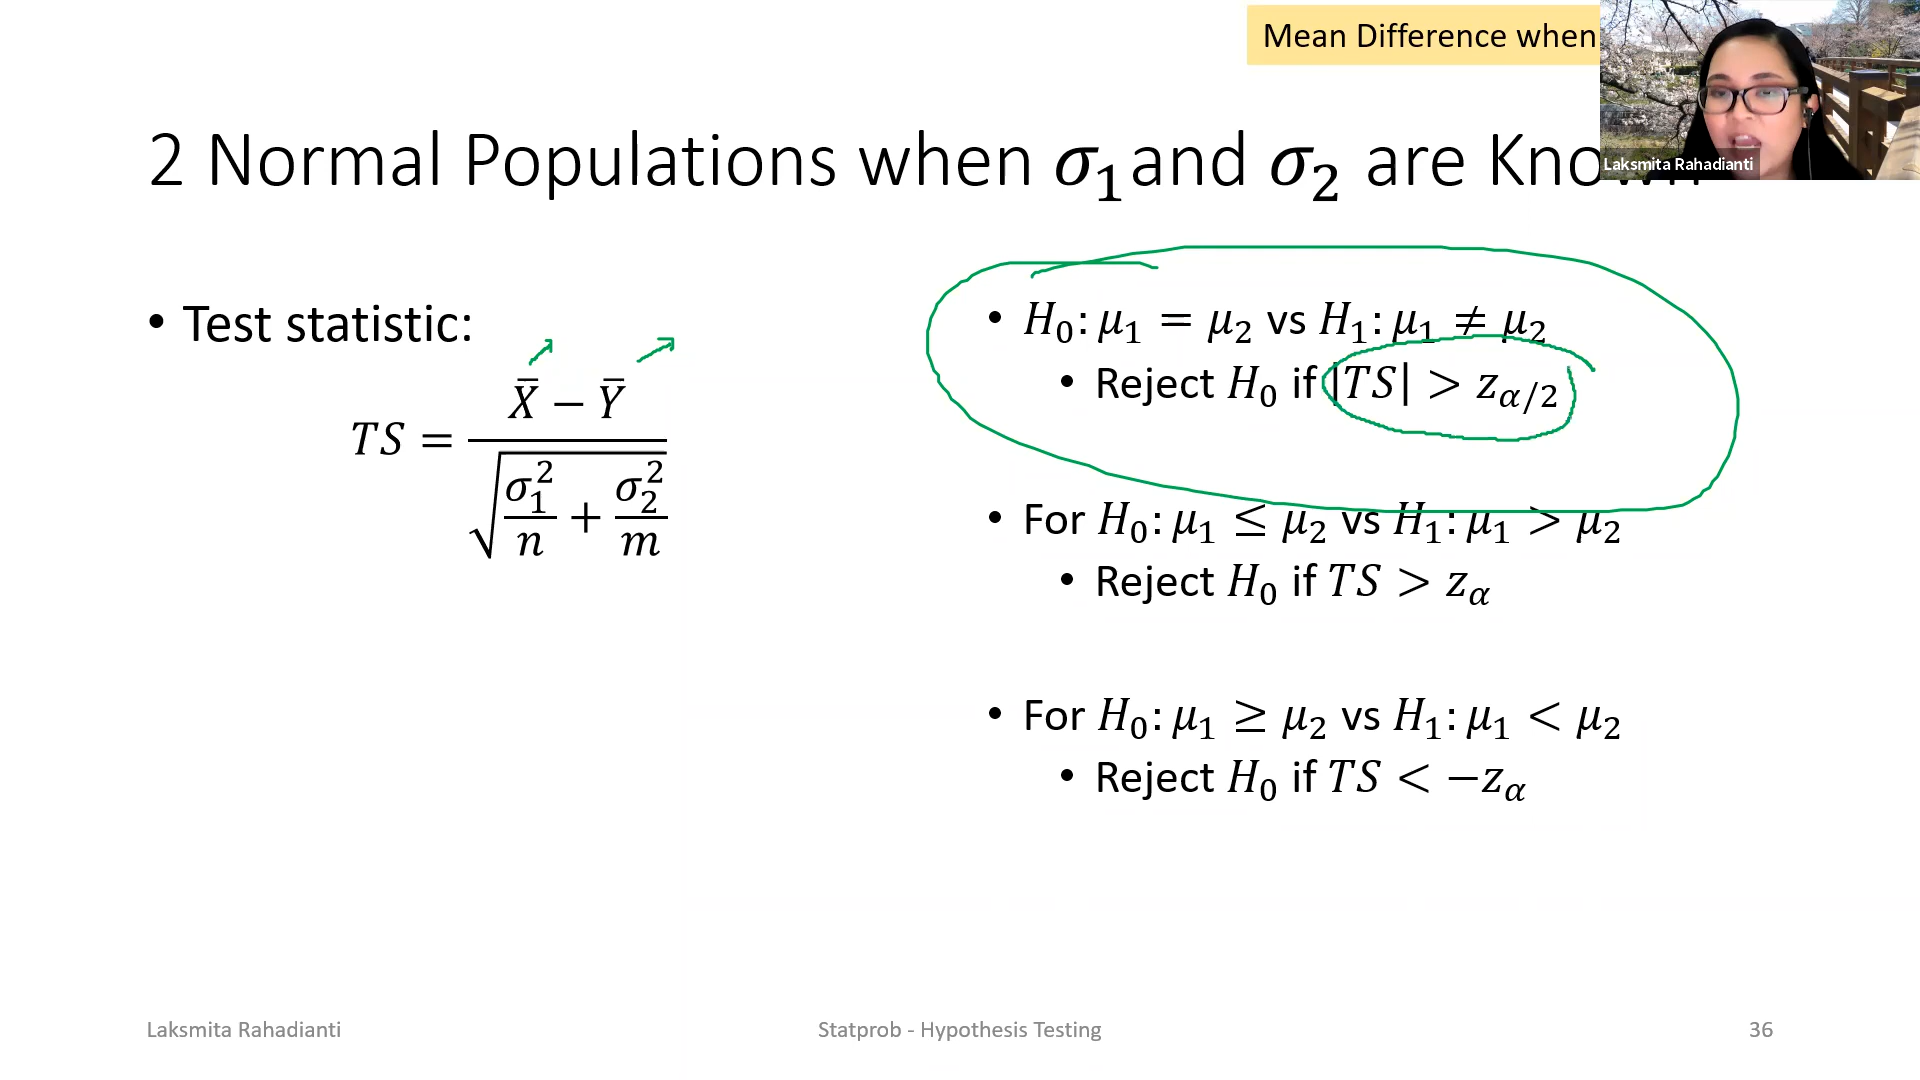 Mean Difference when
2 Normal Populations when σ₁ and σ₂ are
Laksmita Rahadianti
• Test statistic:
TS = (X̄ − Ȳ) / √(σ₁²/n + σ₂²/m)
• H₀: μ₁ = μ₂ vs H₁: μ₁ ≠ μ₂
• Reject H₀ if |TS| > z_{α/2}
• For H₀: μ₁ ≤ μ₂ vs H₁: μ₁ > μ₂
• Reject H₀ if TS > z_α
• For H₀: μ₁ ≥ μ₂ vs H₁: μ₁ < μ₂
• Reject H₀ if TS < −z_α
Laksmita Rahadianti
Statprob - Hypothesis Testing
36